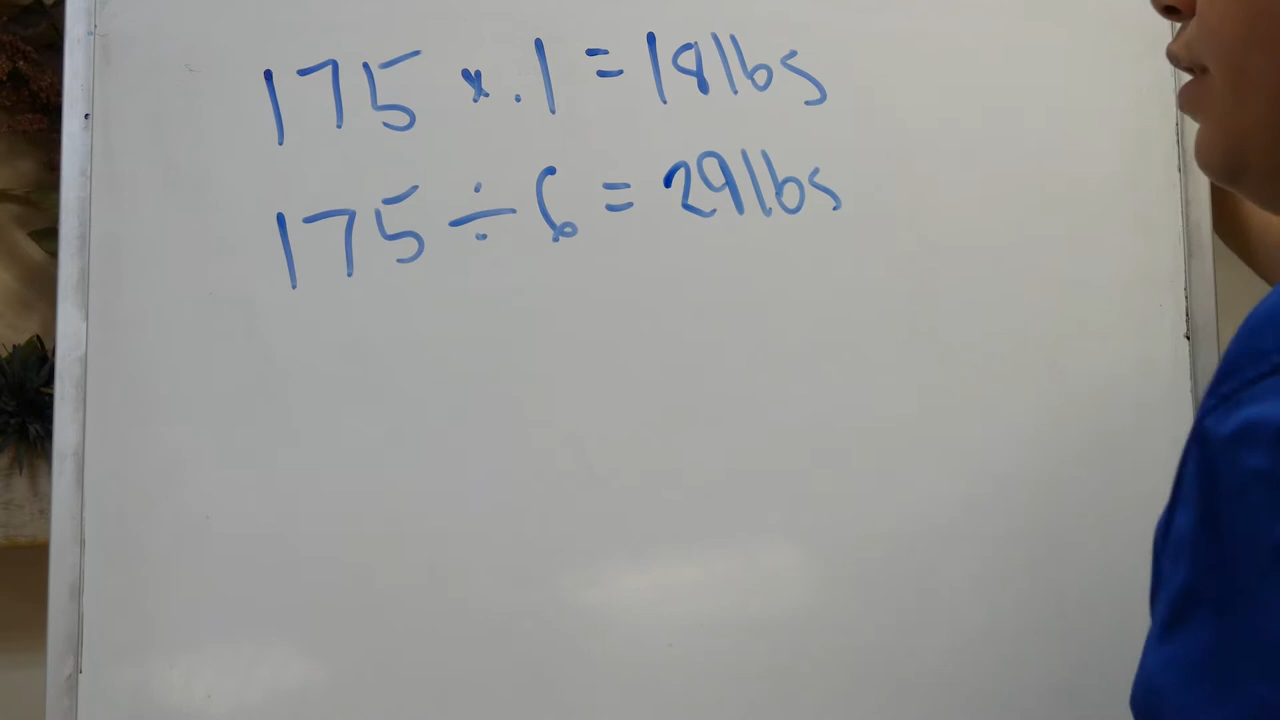 175 × .1 = 18lbs
175 ÷ 6 = 29lbs